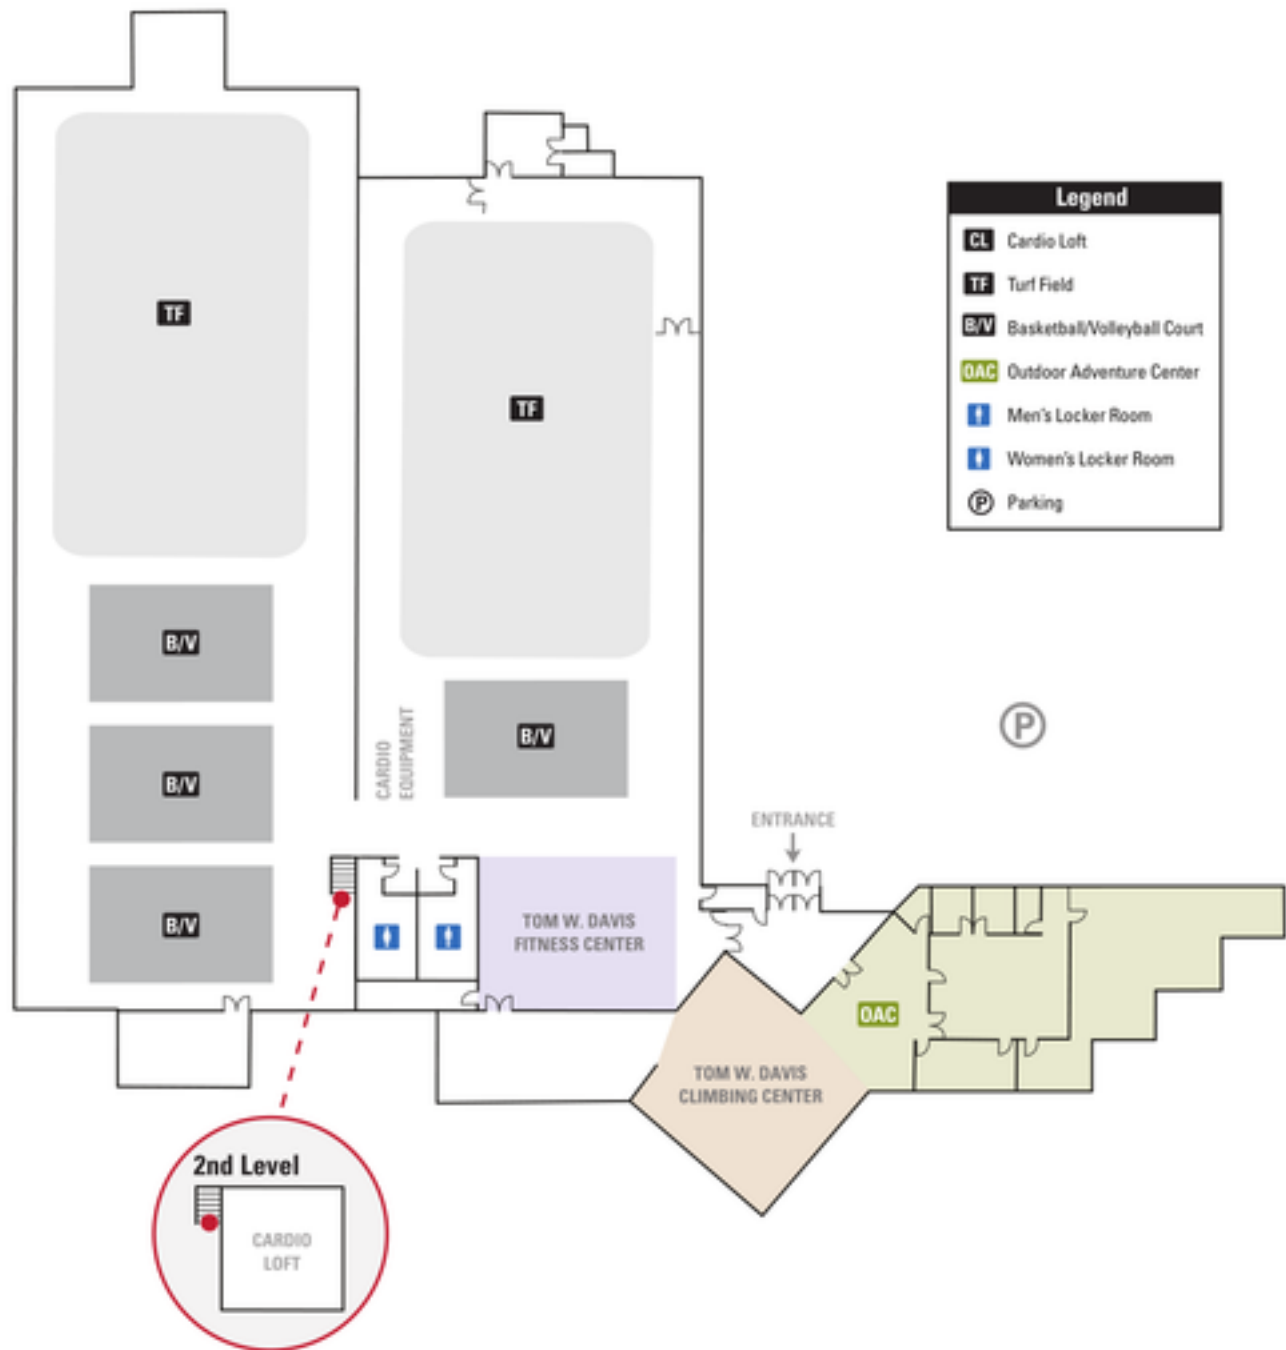 Legend
CL Cardio Loft
TF Turf Field
B/V Basketball/Volleyball Court
OAC Outdoor Adventure Center
Men's Locker Room
Women's Locker Room
P Parking
TF
TF
B/V
B/V
B/V
CARDIO
EQUIPMENT
B/V
P
ENTRANCE
TOM W. DAVIS
FITNESS CENTER
OAC
TOM W. DAVIS
CLIMBING CENTER
2nd Level
CARDIO
LOFT